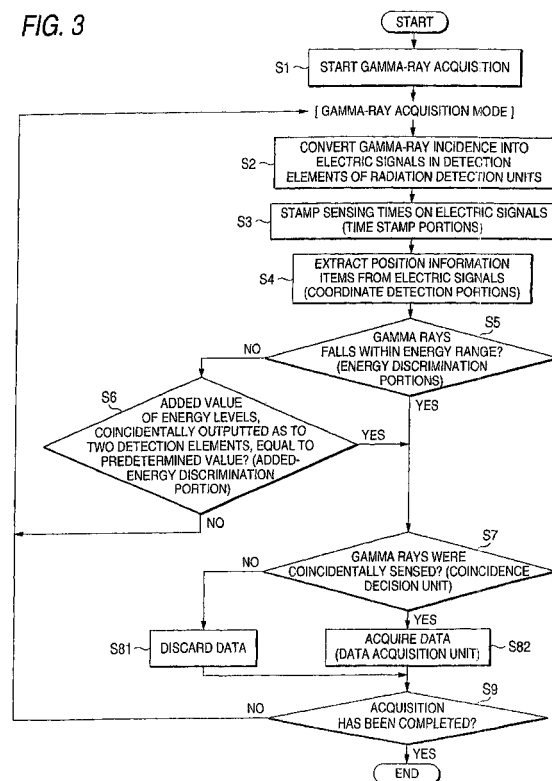 FIG. 3
START
S1
START GAMMA-RAY ACQUISITION
[ GAMMA-RAY ACQUISITION MODE ]
S2
CONVERT GAMMA-RAY INCIDENCE INTO
ELECTRIC SIGNALS IN DETECTION
ELEMENTS OF RADIATION DETECTION UNITS
S3
STAMP SENSING TIMES ON ELECTRIC SIGNALS
(TIME STAMP PORTIONS)
S4
EXTRACT POSITION INFORMATION
ITEMS FROM ELECTRIC SIGNALS
(COORDINATE DETECTION PORTIONS)
S5
GAMMA RAYS
FALLS WITHIN ENERGY RANGE?
(ENERGY DISCRIMINATION
PORTIONS)
NO
YES
S6
ADDED VALUE
OF ENERGY LEVELS,
COINCIDENTALLY OUTPUTTED AS TO
TWO DETECTION ELEMENTS, EQUAL TO
PREDETERMINED VALUE? (ADDED-
ENERGY DISCRIMINATION
PORTION)
YES
NO
S7
GAMMA RAYS WERE
COINCIDENTALLY SENSED? (COINCIDENCE
DECISION UNIT)
NO
YES
S81
DISCARD DATA
ACQUIRE DATA
(DATA ACQUISITION UNIT)
S82
S9
ACQUISITION
HAS BEEN COMPLETED?
NO
YES
END